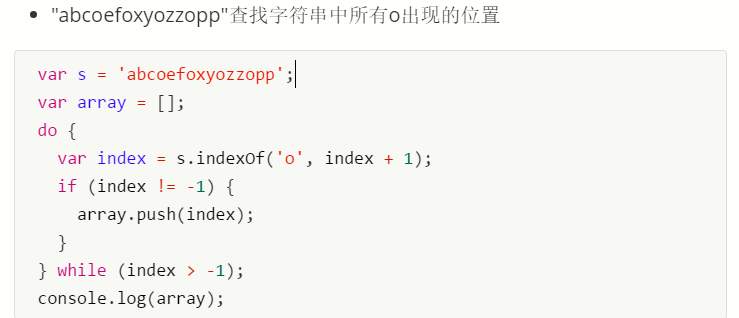 • "abcoefoxyozzopp"查找字符串中所有o出现的位置
var s = 'abcoefoxyozzopp';
var array = [];
do {
  var index = s.indexOf('o', index + 1);
  if (index != -1) {
    array.push(index);
  }
} while (index > -1);
console.log(array);